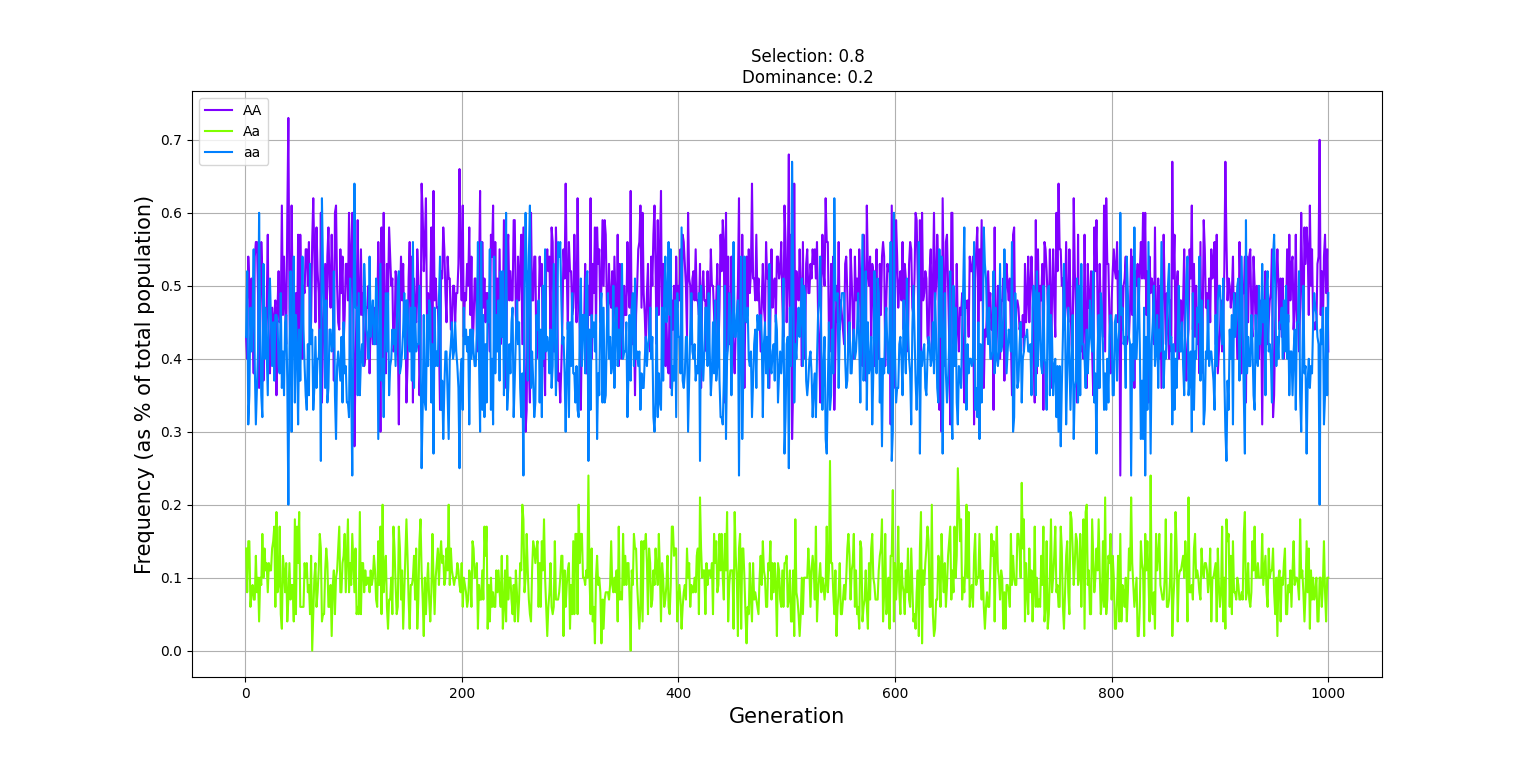 Selection: 0.8
Dominance: 0.2
AA
Aa
aa
Frequency (as % of total population)
0.7
0.6
0.5
0.4
0.3
0.2
0.1
0.0
0 200 400 600 800 1000
Generation